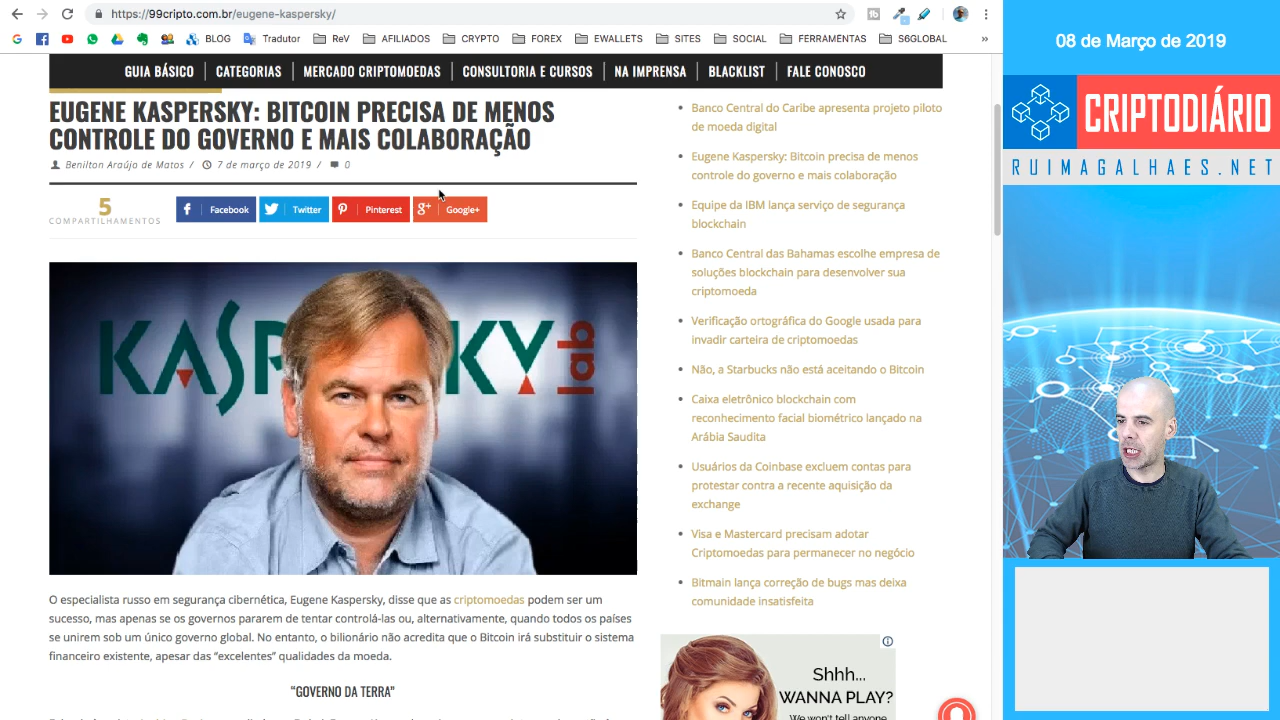 https://99cripto.com.br/eugene-kaspersky/
BLOG
Tradutor
ReV
AFILIADOS
CRYPTO
FOREX
EWALLETS
SITES
SOCIAL
FERRAMENTAS
S6GLOBAL
»
GUIA BÁSICO | CATEGORIAS | MERCADO CRIPTOMOEDAS | CONSULTORIA E CURSOS | NA IMPRENSA | BLACKLIST | FALE CONOSCO
EUGENE KASPERSKY: BITCOIN PRECISA DE MENOS
CONTROLE DO GOVERNO E MAIS COLABORAÇÃO
Benilton Araújo de Matos / 7 de março de 2019 / 0
5
COMPARTILHAMENTOS
Facebook
Twitter
Pinterest
Google+
KASPERSKY lab
O especialista russo em segurança cibernética, Eugene Kaspersky, disse que as criptomoedas podem ser um
sucesso, mas apenas se os governos pararem de tentar controlá-las ou, alternativamente, quando todos os países
se unirem sob um único governo global. No entanto, o bilionário não acredita que o Bitcoin irá substituir o sistema
financeiro existente, apesar das “excelentes” qualidades da moeda.
“GOVERNO DA TERRA”
Banco Central do Caribe apresenta projeto piloto
de moeda digital
Eugene Kaspersky: Bitcoin precisa de menos
controle do governo e mais colaboração
Equipe da IBM lança serviço de segurança
blockchain
Banco Central das Bahamas escolhe empresa de
soluções blockchain para desenvolver sua
criptomoeda
Verificação ortográfica do Google usada para
invadir carteira de criptomoedas
Não, a Starbucks não está aceitando o Bitcoin
Caixa eletrônico blockchain com
reconhecimento facial biométrico lançado na
Arábia Saudita
Usuários da Coinbase excluem contas para
protestar contra a recente aquisição da
exchange
Visa e Mastercard precisam adotar
Criptomoedas para permanecer no negócio
Bitmain lança correção de bugs mas deixa
comunidade insatisfeita
Shhh...
WANNA PLAY?
We won't tell anyone
08 de Março de 2019
CRIPTODIÁRIO
RUIMAGALHAES.NET